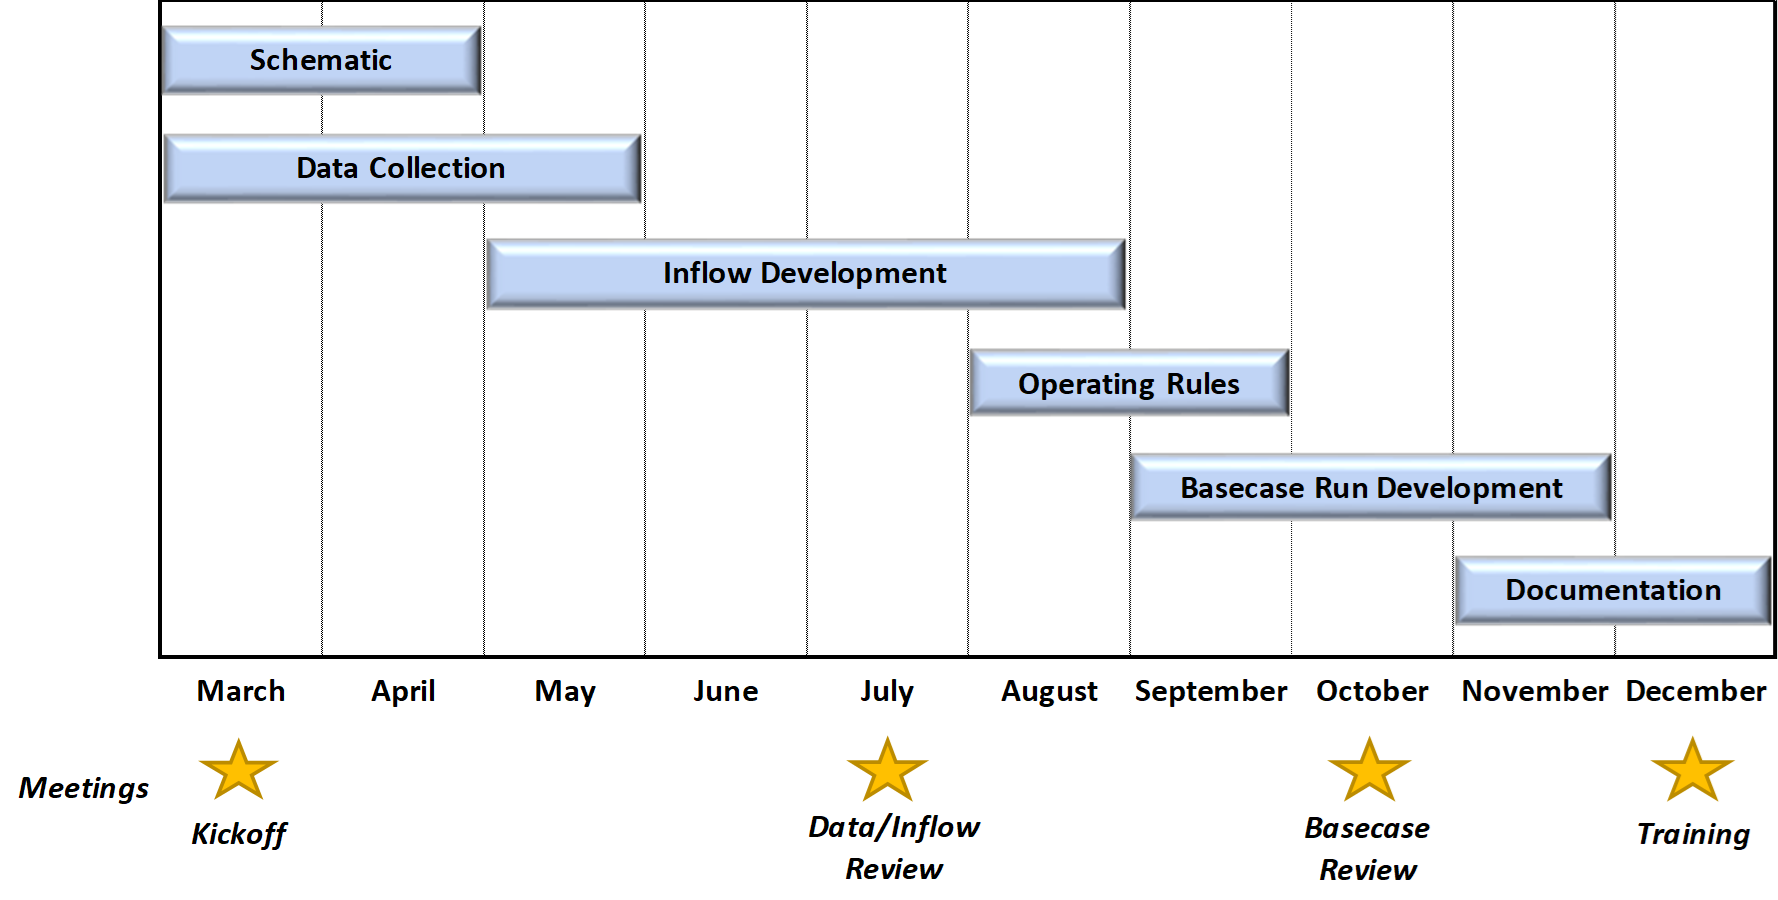 Schematic
Data Collection
Inflow Development
Operating Rules
Basecase Run Development
Documentation
March April May June July August September October November December
Meetings
Kickoff
Data/Inflow
Review
Basecase
Review
Training